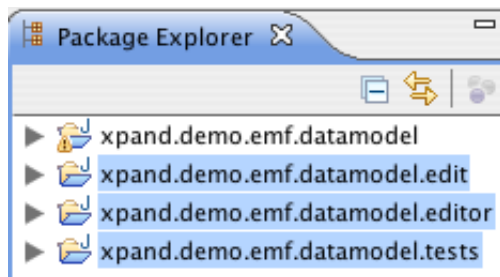 Package Explorer
xpand.demo.emf.datamodel
xpand.demo.emf.datamodel.edit
xpand.demo.emf.datamodel.editor
xpand.demo.emf.datamodel.tests